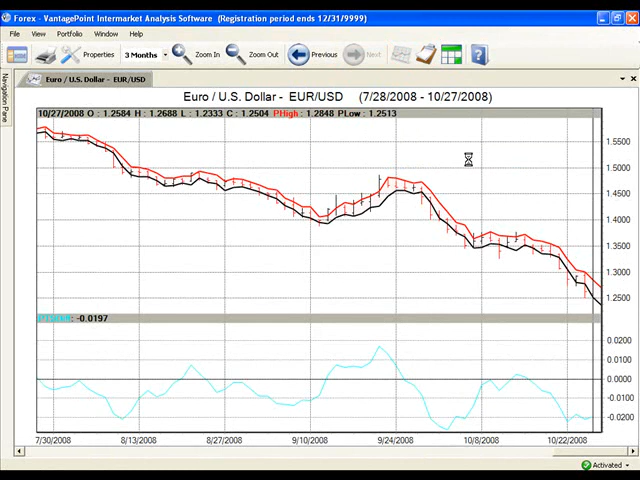 Forex - VantagePoint Intermarket Analysis Software (Registration period ends 12/31/9999)
File View Portfolio Window Help
Properties 3 Months Zoom In Zoom Out Previous Next
Euro / U.S. Dollar - EUR/USD
Navigation Pane
Euro / U.S. Dollar - EUR/USD (7/28/2008 - 10/27/2008)
10/27/2008 O : 1.2584 H : 1.2688 L : 1.2333 C : 1.2504 PHigh : 1.2848 PLow : 1.2513
1.5500
1.5000
1.4500
1.4000
1.3500
1.3000
1.2500
-0.0197
0.0200
0.0100
0.0000
-0.0100
-0.0200
7/30/2008 8/13/2008 8/27/2008 9/10/2008 9/24/2008 10/8/2008 10/22/2008
Activated